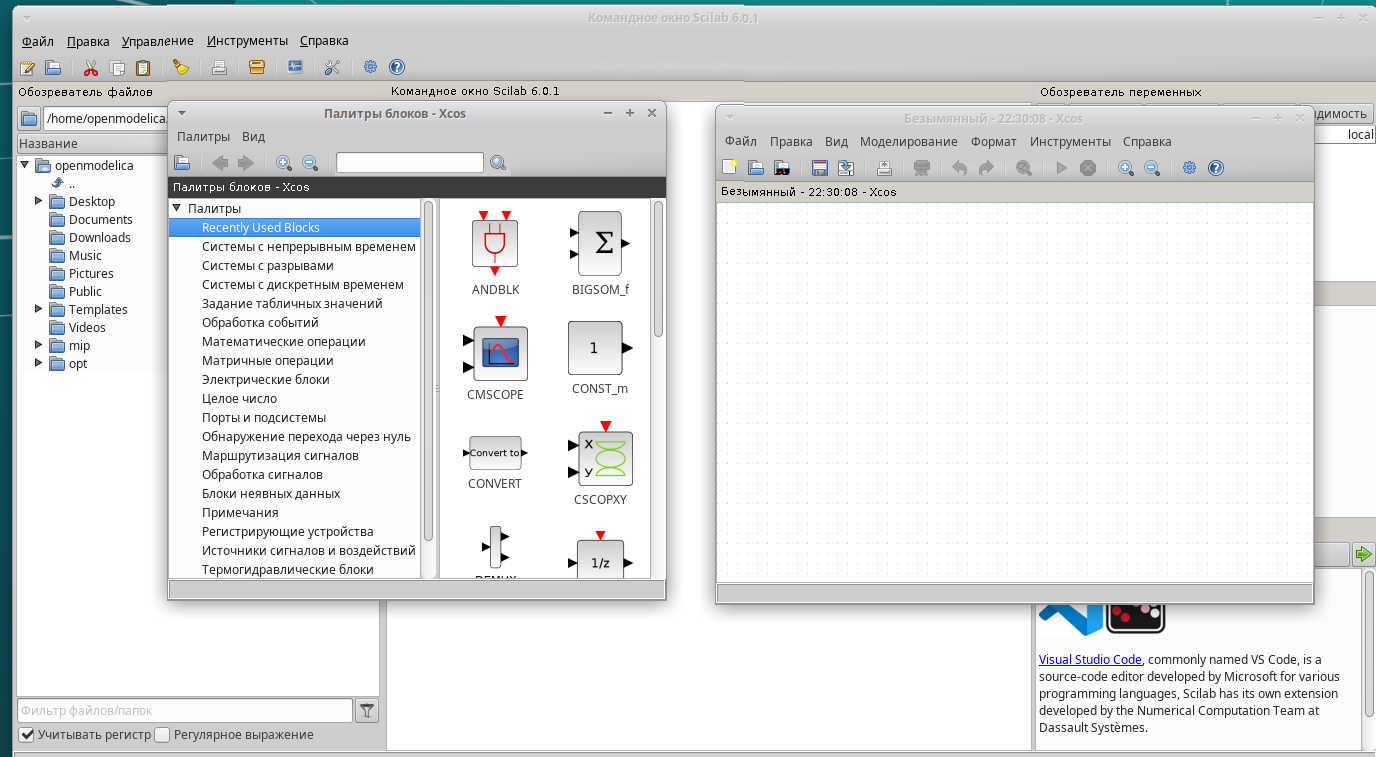 Командное окно Scilab 6.0.1
Файл Правка Управление Инструменты Справка
Обозреватель файлов
Командное окно Scilab 6.0.1
Обозреватель переменных
/home/openmodelica
Название
openmodelica
..
Desktop
Documents
Downloads
Music
Pictures
Public
Templates
Videos
mip
opt
Фильтр файлов/папок
Учитывать регистр Регулярное выражение
Палитры блоков - Xcos
Палитры Вид
Палитры блоков - Xcos
Палитры
Recently Used Blocks
Системы с непрерывным временем
Системы с разрывами
Системы с дискретным временем
Задание табличных значений
Обработка событий
Математические операции
Матричные операции
Электрические блоки
Целое число
Порты и подсистемы
Обнаружение перехода через нуль
Маршрутизация сигналов
Обработка сигналов
Блоки неявных данных
Примечания
Регистрирующие устройства
Источники сигналов и воздействий
Термогидравлические блоки
Σ
ANDBLK BIGSOM_f
1
CMSCOPE CONST_m
Convert to
X
y
CONVERT CSCOPXY
1/z
Безымянный - 22:30:08 - Xcos
Файл Правка Вид Моделирование Формат Инструменты Справка
Безымянный - 22:30:08 - Xcos
local
Visual Studio Code, commonly named VS Code, is a
source-code editor developed by Microsoft for various
programming languages, Scilab has its own extension
developed by the Numerical Computation Team at
Dassault Systèmes.